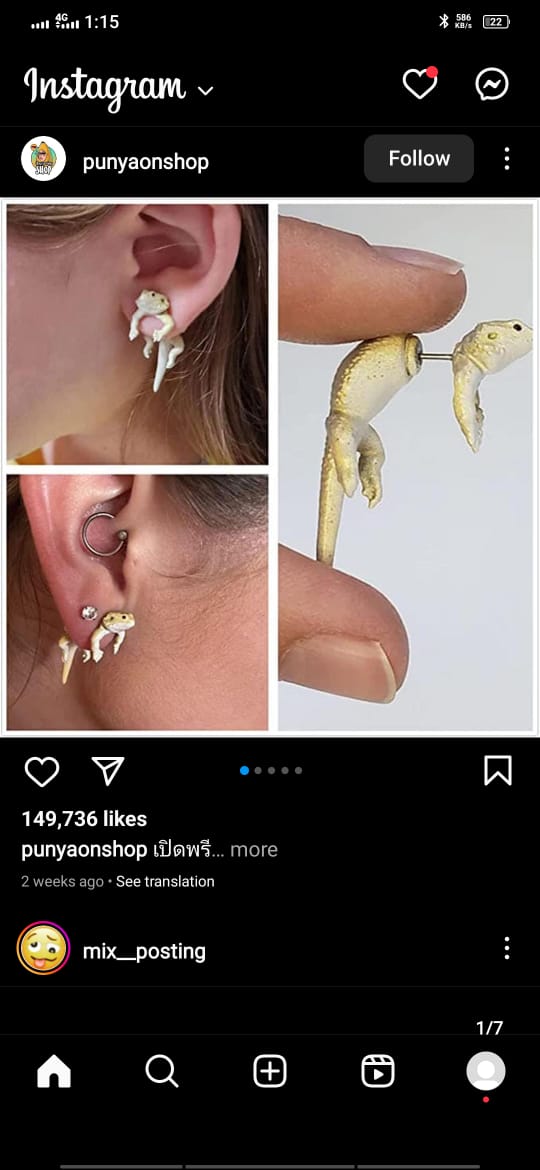 4G 1:15 586 KB/s 22
Instagram
SHOP punyaonshop Follow
149,736 likes
punyaonshop เปิดพรี... more
2 weeks ago • See translation
mix__posting
1/7